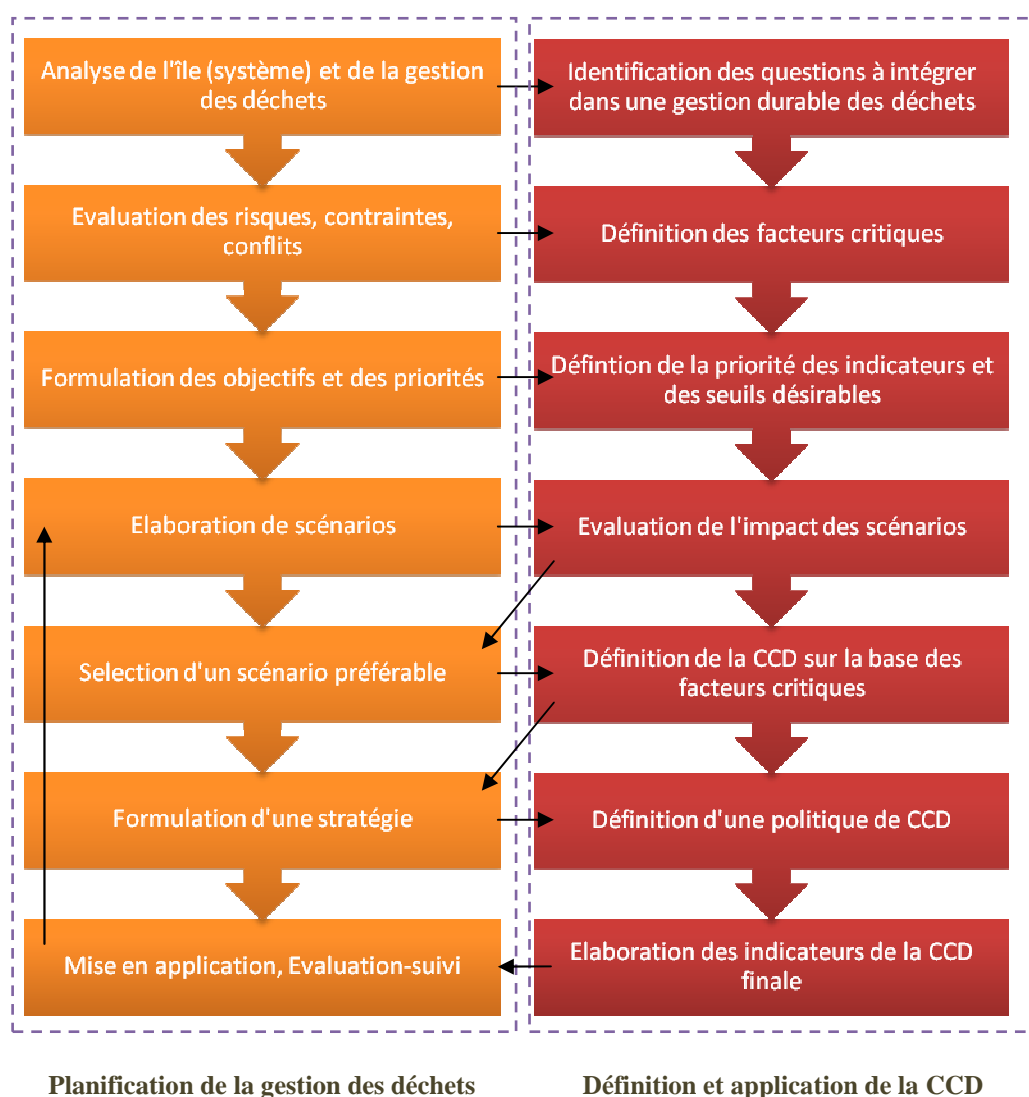 Analyse de l'île (système) et de la gestion
des déchets
Identification des questions à intégrer
dans une gestion durable des déchets
Evaluation des risques, contraintes,
conflits
Définition des facteurs critiques
Formulation des objectifs et des priorités
Défintion de la priorité des indicateurs et
des seuils désirables
Elaboration de scénarios
Evaluation de l'impact des scénarios
Selection d'un scénario préférable
Définition de la CCD sur la base des
facteurs critiques
Formulation d'une stratégie
Définition d'une politique de CCD
Mise en application, Evaluation-suivi
Elaboration des indicateurs de la CCD
finale
Planification de la gestion des déchets
Définition et application de la CCD